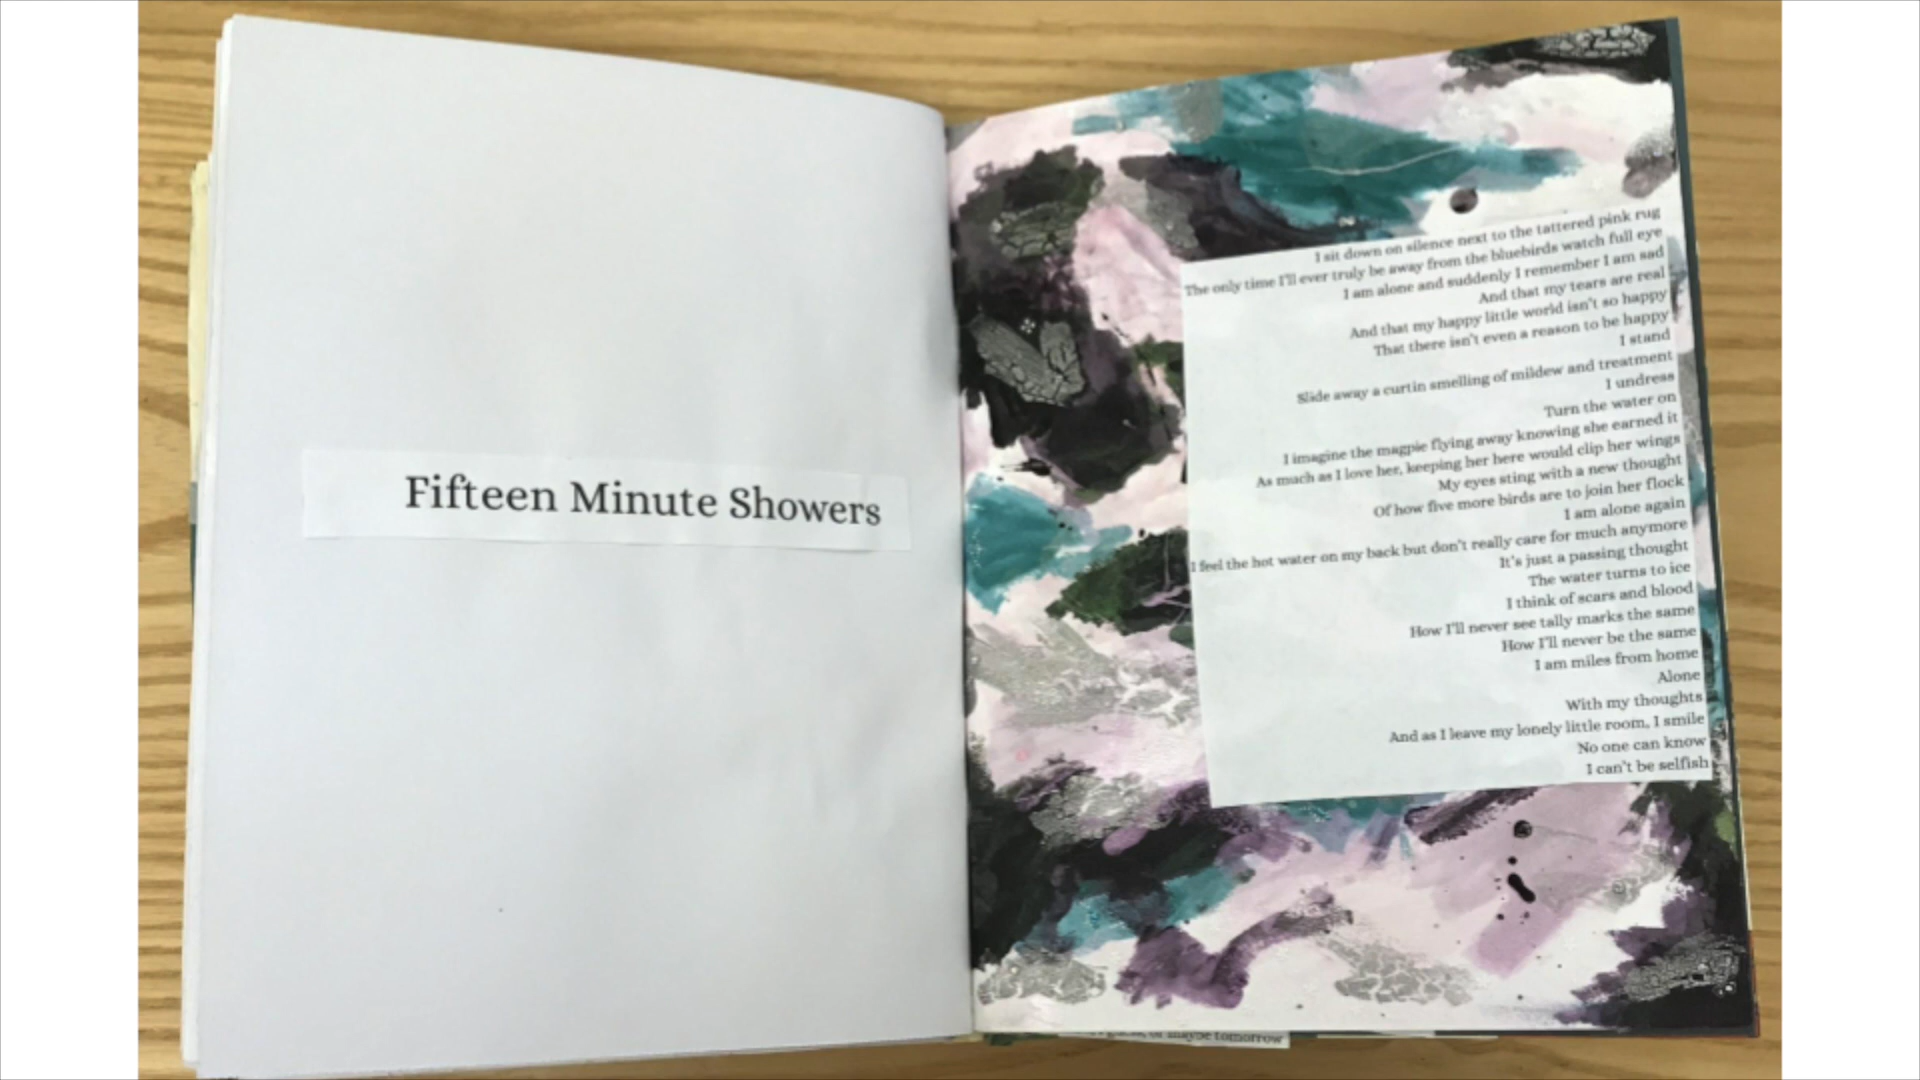 Fifteen Minute Showers
I sit down on silence next to the tattered pink rug
The only time I'll ever truly be away from the bluebirds watch full eye
I am alone and suddenly I remember I am sad
And that my tears are real
And that my happy little world isn't so happy
That there isn't even a reason to be happy
I stand
Slide away a curtin smelling of mildew and treatment
I undress
Turn the water on
I imagine the magpie flying away knowing she earned it
As much as I love her, keeping her here would clip her wings
My eyes sting with a new thought
Of how five more birds are to join her flock
I am alone again
I feel the hot water on my back but don't really care for much anymore
It's just a passing thought
The water turns to ice
I think of scars and blood
How I'll never see tally marks the same
How I'll never be the same
I am miles from home
Alone
With my thoughts
And as I leave my lonely little room, I smile
No one can know
I can't be selfish
or maybe tomorrow